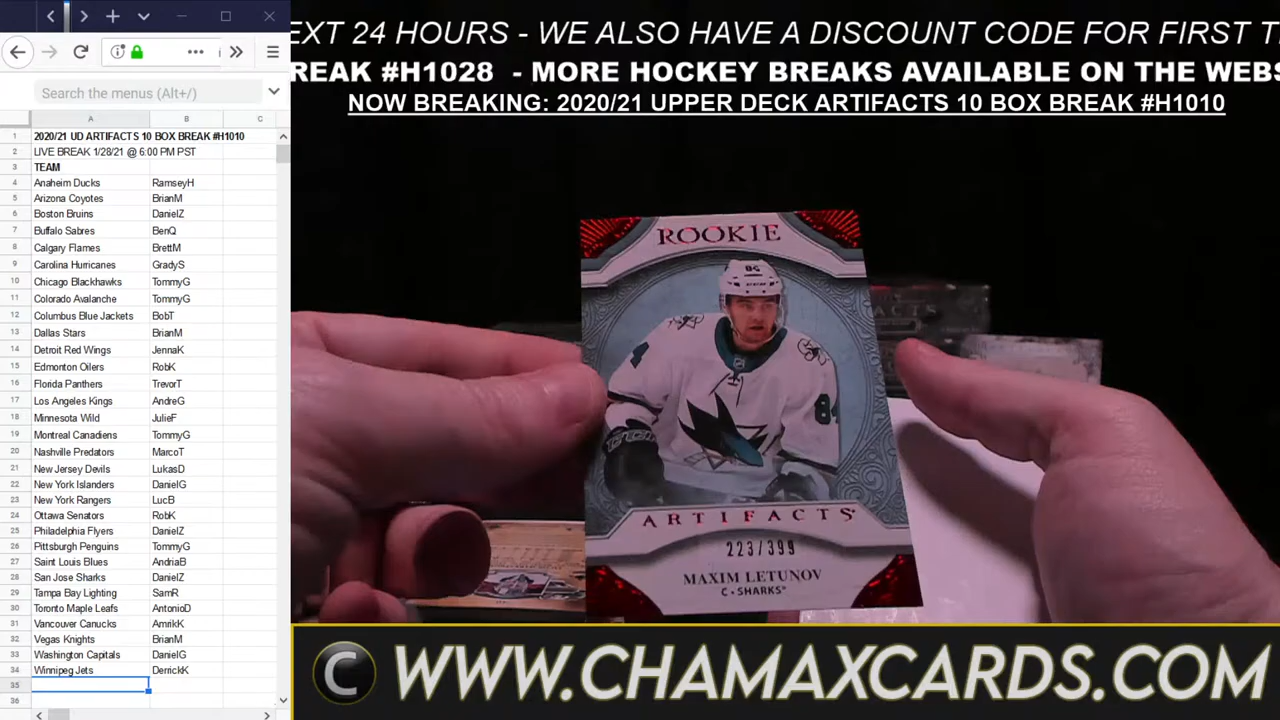 EXT 24 HOURS - WE ALSO HAVE A DISCOUNT CODE FOR FIRST T
REAK #H1028 - MORE HOCKEY BREAKS AVAILABLE ON THE WEBS
NOW BREAKING: 2020/21 UPPER DECK ARTIFACTS 10 BOX BREAK #H1010
Search the menus (Alt+/)
A B C
1 2020/21 UD ARTIFACTS 10 BOX BREAK #H1010
2 LIVE BREAK 1/28/21 @ 6:00 PM PST
3 TEAM
4 Anaheim Ducks RamseyH
5 Arizona Coyotes BrianM
6 Boston Bruins DanielZ
7 Buffalo Sabres BenQ
8 Calgary Flames BrettM
9 Carolina Hurricanes GradyS
10 Chicago Blackhawks TommyG
11 Colorado Avalanche TommyG
12 Columbus Blue Jackets BobT
13 Dallas Stars BrianM
14 Detroit Red Wings JennaK
15 Edmonton Oilers RobK
16 Florida Panthers TrevorT
17 Los Angeles Kings AndreG
18 Minnesota Wild JulieF
19 Montreal Canadiens TommyG
20 Nashville Predators MarcoT
21 New Jersey Devils LukasD
22 New York Islanders DanielG
23 New York Rangers LucB
24 Ottawa Senators RobK
25 Philadelphia Flyers DanielZ
26 Pittsburgh Penguins TommyG
27 Saint Louis Blues AndriaB
28 San Jose Sharks DanielZ
29 Tampa Bay Lighting SamR
30 Toronto Maple Leafs AntonioD
31 Vancouver Canucks AmrikK
32 Vegas Knights BrianM
33 Washington Capitals DanielG
34 Winnipeg Jets DerrickK
35
36
ROOKIE
84
84
84
ARTIFACTS
223/399
MAXIM LETUNOV
C • SHARKS
C WWW.CHAMAXCARDS.COM